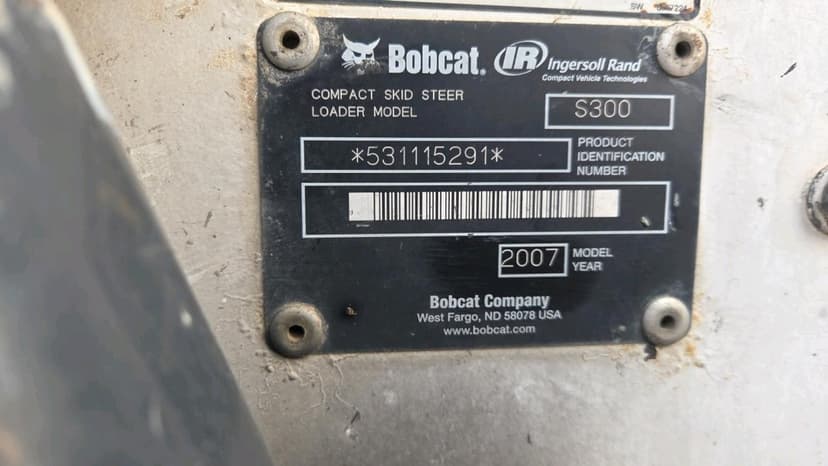 Bobcat. IR Ingersoll Rand
Compact Vehicle Technologies
COMPACT SKID STEER
LOADER MODEL
S300
*531115291*
PRODUCT
IDENTIFICATION
NUMBER
2007
MODEL
YEAR
Bobcat Company
West Fargo, ND 58078 USA
www.bobcat.com